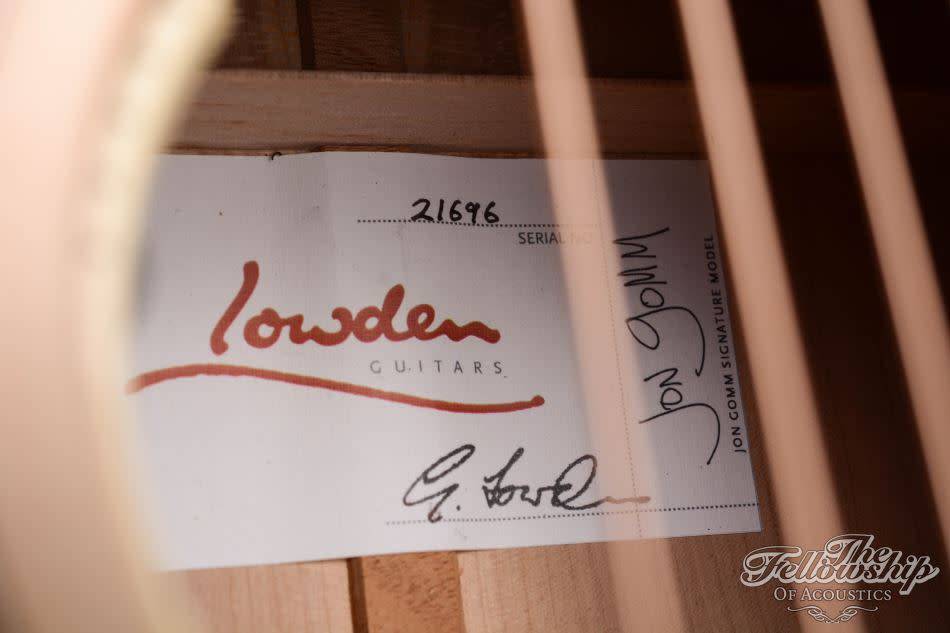 21696
SERIAL NO
lowden
GUITARS
G. Lowden
JON GOMM
JON GOMM SIGNATURE MODEL
The
Fellowship
OF ACOUSTICS